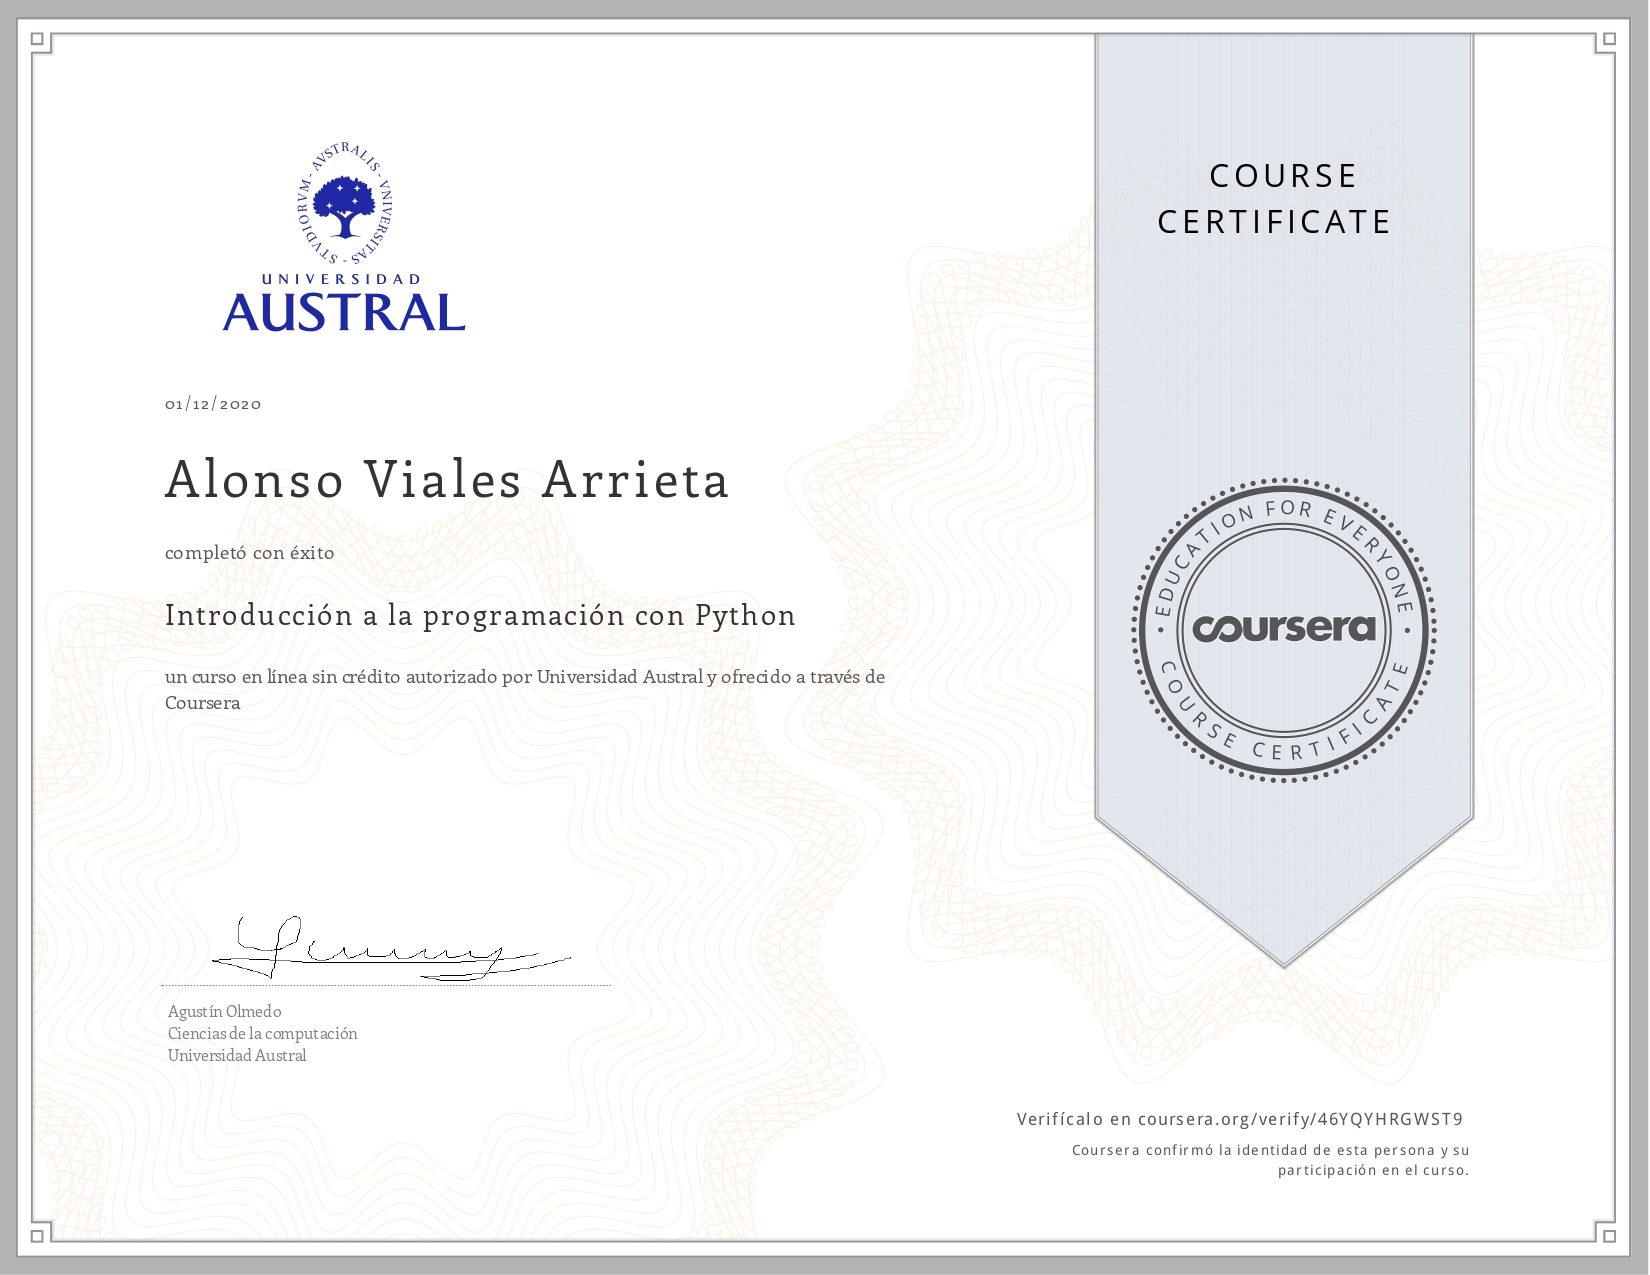 STVDIORVM - AVSTRALIS - VNIVERSITAS -
UNIVERSIDAD
AUSTRAL
COURSE
CERTIFICATE
01/12/2020
Alonso Viales Arrieta
completó con éxito
Introducción a la programación con Python
un curso en línea sin crédito autorizado por Universidad Austral y ofrecido a través de
Coursera
• EDUCATION FOR EVERYONE •
coursera
COURSE CERTIFICATE
Agustín Olmedo
Ciencias de la computación
Universidad Austral
Verifícalo en coursera.org/verify/46YQYHRGWST9
Coursera confirmó la identidad de esta persona y su
participación en el curso.